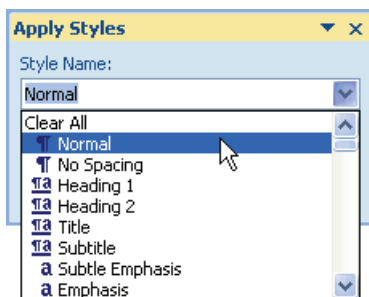 Apply Styles
Style Name:
Normal
Clear All
¶ Normal
¶ No Spacing
¶a Heading 1
¶a Heading 2
¶a Title
¶a Subtitle
a Subtle Emphasis
a Emphasis